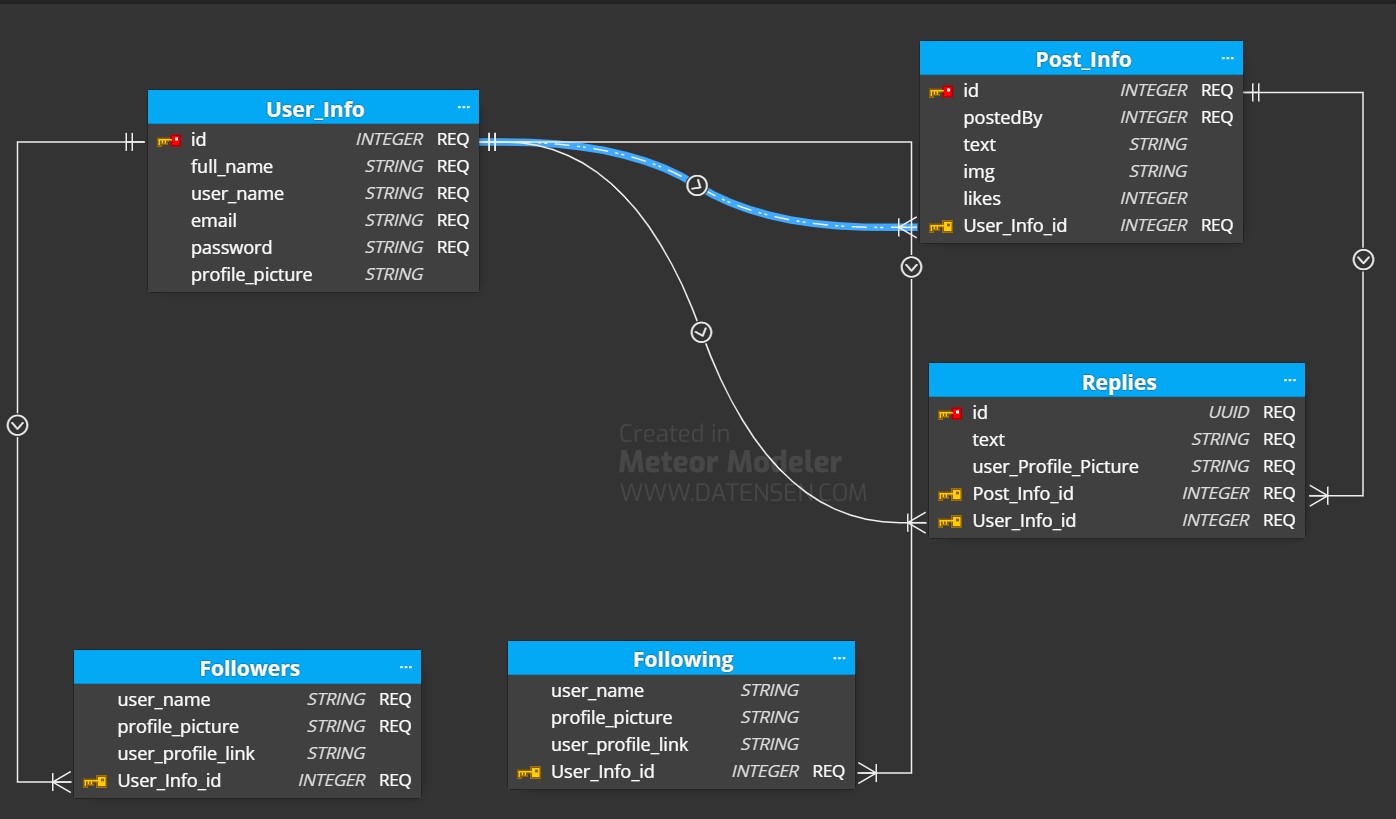 User_Info ...
id INTEGER REQ
full_name STRING REQ
user_name STRING REQ
email STRING REQ
password STRING REQ
profile_picture STRING
Post_Info ...
id INTEGER REQ
postedBy INTEGER REQ
text STRING
img STRING
likes INTEGER
User_Info_id INTEGER REQ
Replies ...
id UUID REQ
text STRING REQ
user_Profile_Picture STRING REQ
Post_Info_id INTEGER REQ
User_Info_id INTEGER REQ
Created in
Meteor Modeler
WWW.DATENSEN.COM
Followers ...
user_name STRING REQ
profile_picture STRING REQ
user_profile_link STRING
User_Info_id INTEGER REQ
Following ...
user_name STRING
profile_picture STRING
user_profile_link STRING
User_Info_id INTEGER REQ